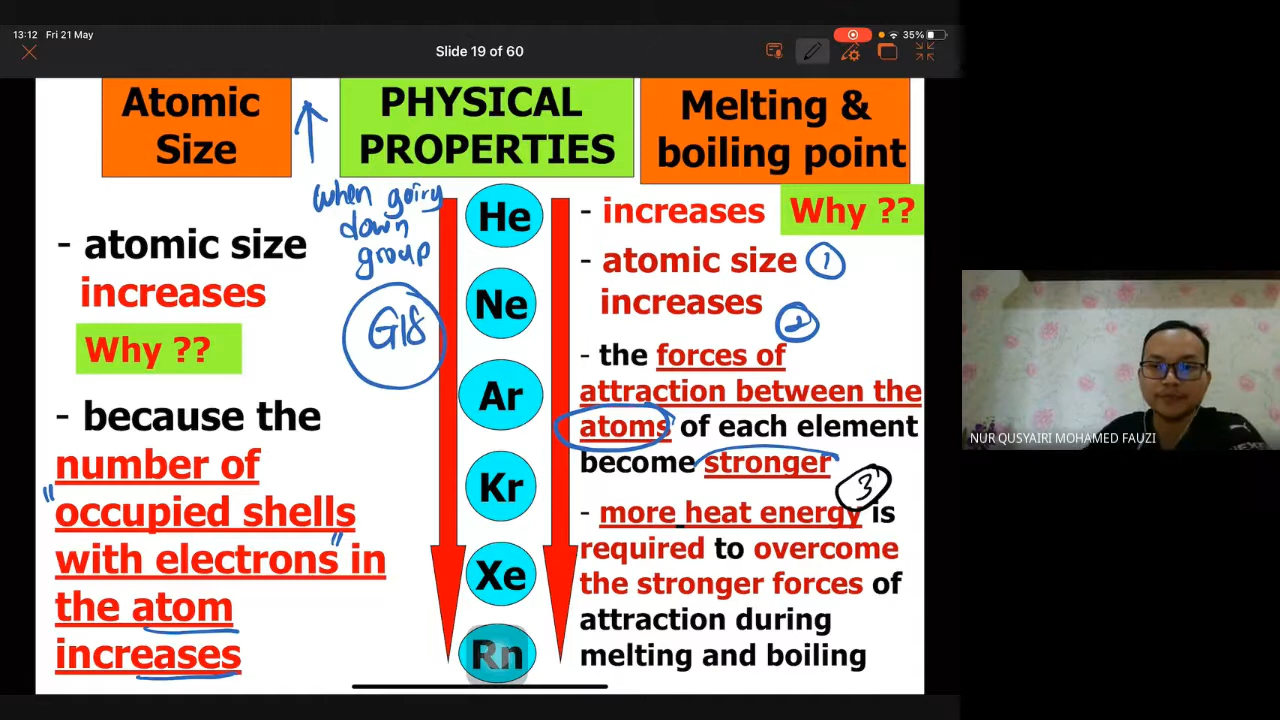 13:12 Fri 21 May
35%
Slide 19 of 60
Atomic
Size
PHYSICAL
PROPERTIES
Melting &
boiling point
when going
down
group
G18
- atomic size
increases
Why ??
- because the
number of
"occupied shells
with electrons" in
the atom
increases
He
Ne
Ar
Kr
Xe
Rn
- increases Why ??
- atomic size 1
increases
2
- the forces of
attraction between the
atoms of each element
become stronger
3
- more heat energy is
required to overcome
the stronger forces of
attraction during
melting and boiling
NUR QUSYAIRI MOHAMED FAUZI